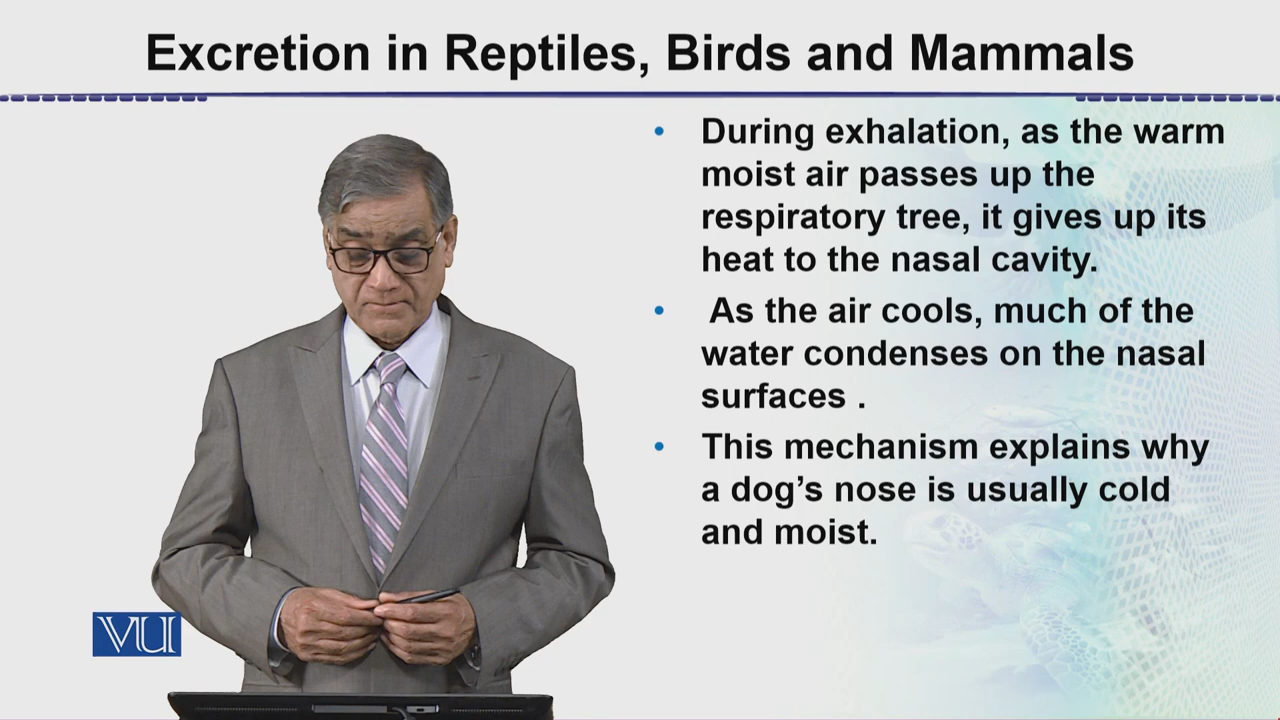 Excretion in Reptiles, Birds and Mammals
• During exhalation, as the warm
moist air passes up the
respiratory tree, it gives up its
heat to the nasal cavity.
• As the air cools, much of the
water condenses on the nasal
surfaces .
• This mechanism explains why
a dog’s nose is usually cold
and moist.
VU